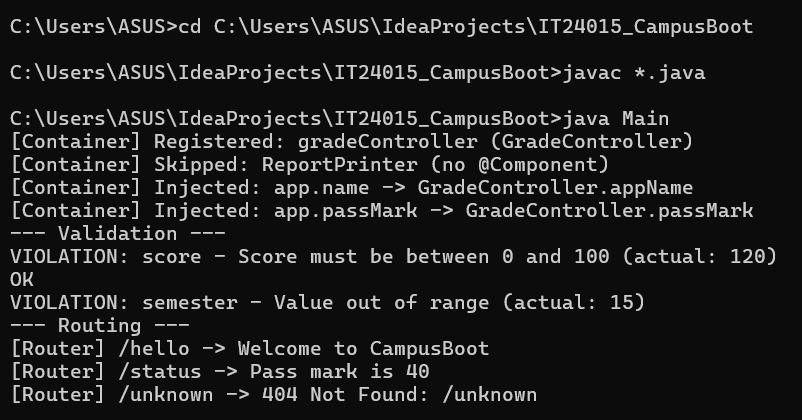 C:\Users\ASUS>cd C:\Users\ASUS\IdeaProjects\IT24015_CampusBoot
C:\Users\ASUS\IdeaProjects\IT24015_CampusBoot>javac *.java
C:\Users\ASUS\IdeaProjects\IT24015_CampusBoot>java Main
[Container] Registered: gradeController (GradeController)
[Container] Skipped: ReportPrinter (no @Component)
[Container] Injected: app.name -> GradeController.appName
[Container] Injected: app.passMark -> GradeController.passMark
--- Validation ---
VIOLATION: score - Score must be between 0 and 100 (actual: 120)
OK
VIOLATION: semester - Value out of range (actual: 15)
--- Routing ---
[Router] /hello -> Welcome to CampusBoot
[Router] /status -> Pass mark is 40
[Router] /unknown -> 404 Not Found: /unknown